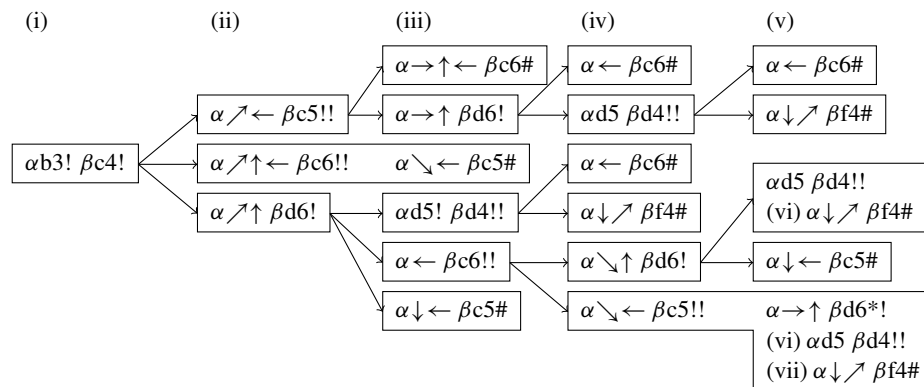 (i) (ii) (iii) (iv) (v)
α→↑← βc6# α← βc6# α← βc6#
α↗← βc5!! α→↑ βd6! αd5 βd4!! α↓↗ βf4#
αb3! βc4! α↗↑← βc6!! α↘← βc5# α← βc6#
αd5 βd4!!
α↗↑ βd6! αd5! βd4!! α↓↗ βf4# (vi) α↓↗ βf4#
α← βc6!! α↘↑ βd6! α↓← βc5#
α↓← βc5# α↘← βc5!! α→↑ βd6*!
(vi) αd5 βd4!!
(vii) α↓↗ βf4#